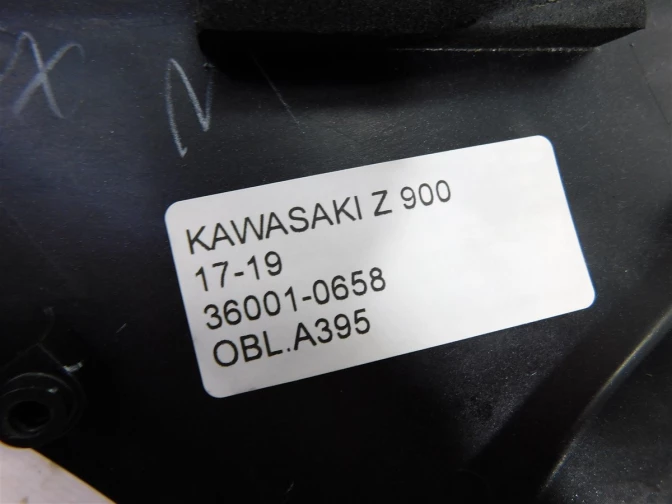 X N
KAWASAKI Z 900
17-19
36001-0658
OBL.A395